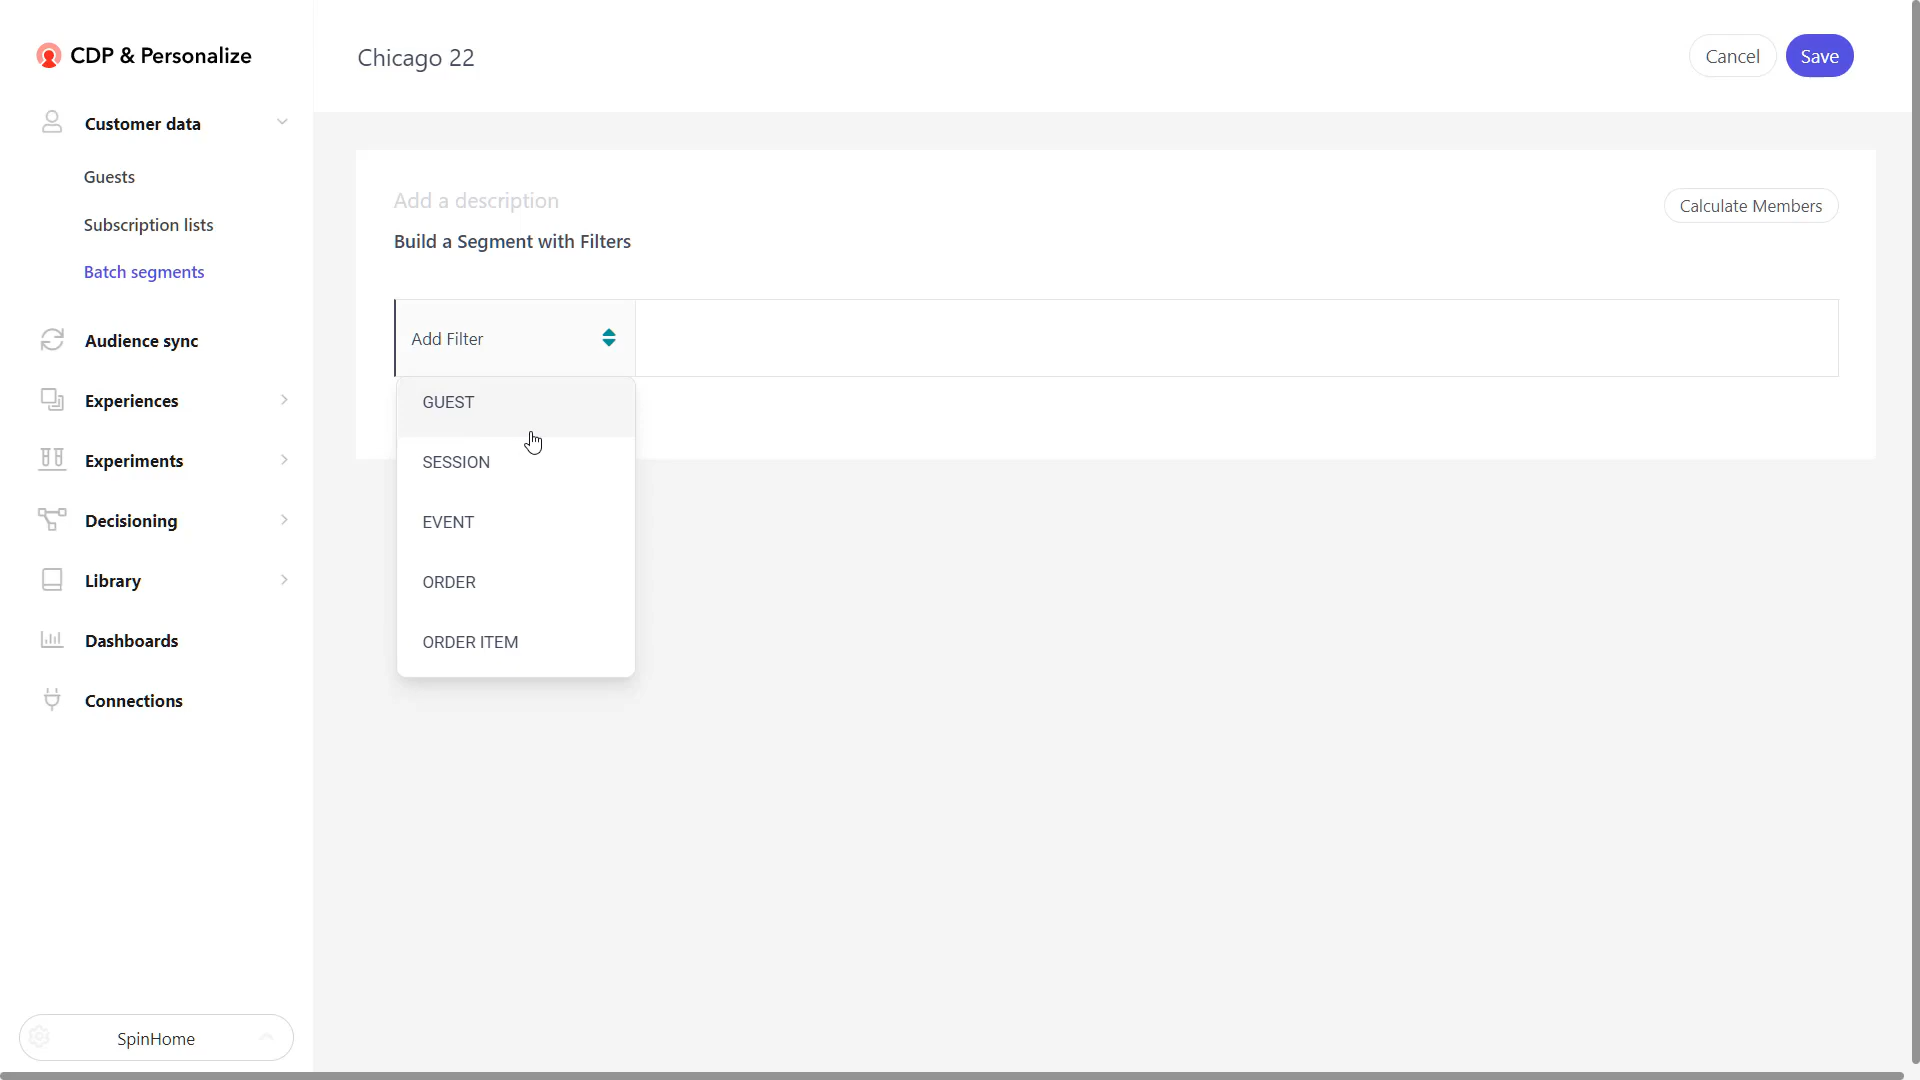 CDP & Personalize
Customer data
Guests
Subscription lists
Batch segments
Audience sync
Experiences
Experiments
Decisioning
Library
Dashboards
Connections
SpinHome
Chicago 22
Cancel
Save
Add a description
Calculate Members
Build a Segment with Filters
Add Filter
GUEST
SESSION
EVENT
ORDER
ORDER ITEM